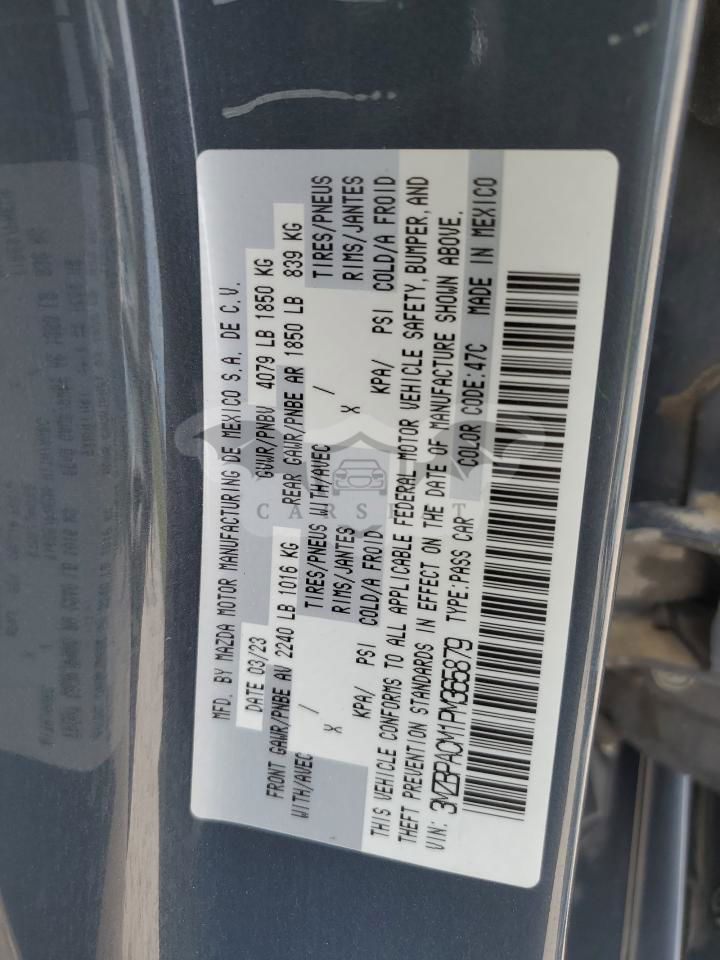 MFD. BY MAZDA MOTOR MANUFACTURING DE MEXICO S.A. DE C.V.
DATE 03/23 GVWR/PNBV 4079 LB 1850 KG
FRONT GAWR/PNBE AV 2240 LB 1016 KG REAR GAWR/PNBE AR 1850 LB 839 KG
WITH/AVEC / TIRES/PNEUS WITH/AVEC / TIRES/PNEUS
X RIMS/JANTES X RIMS/JANTES
KPA/ PSI COLD/A FROID KPA/ PSI COLD/A FROID
THIS VEHICLE CONFORMS TO ALL APPLICABLE FEDERAL MOTOR VEHICLE SAFETY, BUMPER, AND
THEFT PREVENTION STANDARDS IN EFFECT ON THE DATE OF MANUFACTURE SHOWN ABOVE.
VIN: 3MZBPACM1PM365879 TYPE:PASS CAR COLOR CODE:47C MADE IN MEXICO